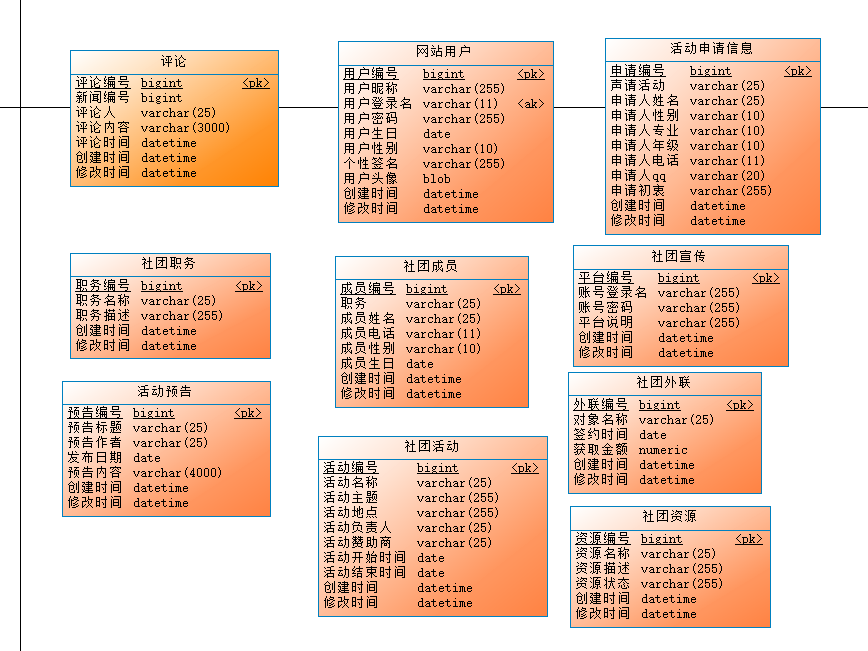 评论
评论编号 bigint <pk>
新闻编号 bigint
评论人 varchar(25)
评论内容 varchar(3000)
评论时间 datetime
创建时间 datetime
修改时间 datetime
网站用户
用户编号 bigint <pk>
用户昵称 varchar(255)
用户登录名 varchar(11) <ak>
用户密码 varchar(255)
用户生日 date
用户性别 varchar(10)
个性签名 varchar(255)
用户头像 blob
创建时间 datetime
修改时间 datetime
活动申请信息
申请编号 bigint <pk>
声请活动 varchar(25)
申请人姓名 varchar(25)
申请人性别 varchar(10)
申请人专业 varchar(10)
申请人年级 varchar(10)
申请人电话 varchar(11)
申请人qq varchar(20)
申请初衷 varchar(255)
创建时间 datetime
修改时间 datetime
社团职务
职务编号 bigint <pk>
职务名称 varchar(25)
职务描述 varchar(255)
创建时间 datetime
修改时间 datetime
社团成员
成员编号 bigint <pk>
职务 varchar(25)
成员姓名 varchar(25)
成员电话 varchar(11)
成员性别 varchar(10)
成员生日 date
创建时间 datetime
修改时间 datetime
社团宣传
平台编号 bigint <pk>
账号登录名 varchar(255)
账号密码 varchar(255)
平台说明 varchar(255)
创建时间 datetime
修改时间 datetime
活动预告
预告编号 bigint <pk>
预告标题 varchar(25)
预告作者 varchar(25)
发布日期 date
预告内容 varchar(4000)
创建时间 datetime
修改时间 datetime
社团活动
活动编号 bigint <pk>
活动名称 varchar(25)
活动主题 varchar(255)
活动地点 varchar(255)
活动负责人 varchar(25)
活动赞助商 varchar(25)
活动开始时间 date
活动结束时间 date
创建时间 datetime
修改时间 datetime
社团外联
外联编号 bigint <pk>
对象名称 varchar(25)
签约时间 date
获取金额 numeric
创建时间 datetime
修改时间 datetime
社团资源
资源编号 bigint <pk>
资源名称 varchar(25)
资源描述 varchar(255)
资源状态 varchar(255)
创建时间 datetime
修改时间 datetime